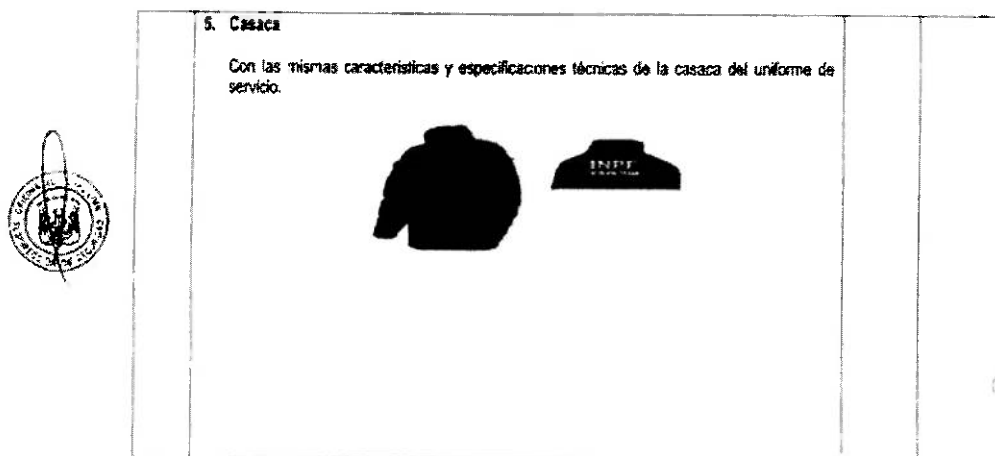 5. Casaca
Con las mismas características y especificaciones técnicas de la casaca del uniforme de
servicio.
INPE